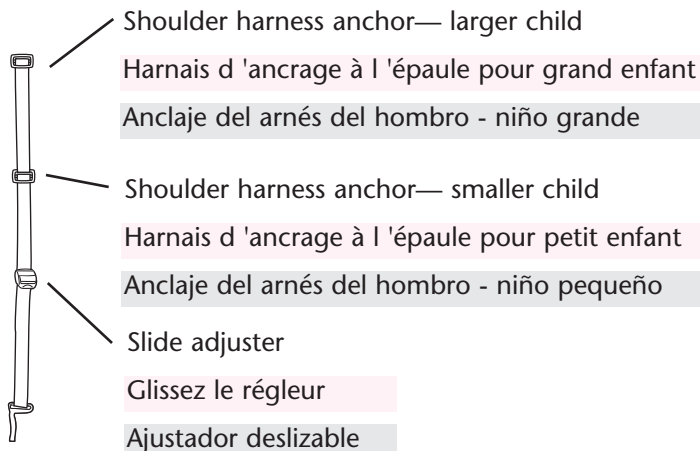 Shoulder harness anchor— larger child
Harnais d 'ancrage à l 'épaule pour grand enfant
Anclaje del arnés del hombro - niño grande
Shoulder harness anchor— smaller child
Harnais d 'ancrage à l 'épaule pour petit enfant
Anclaje del arnés del hombro - niño pequeño
Slide adjuster
Glissez le régleur
Ajustador deslizable